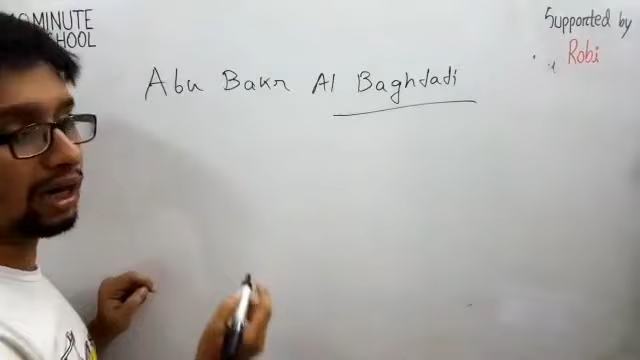 MINUTE
SCHOOL
Supported by
Robi
Abu Bakr Al Baghdadi